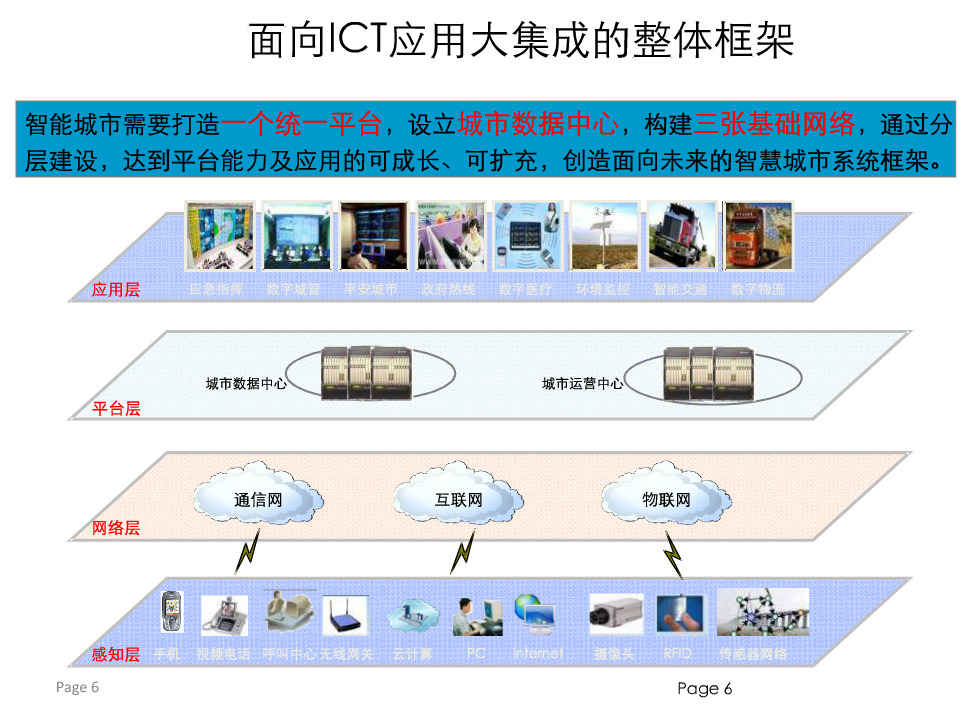 面向ICT应用大集成的整体框架
智能城市需要打造一个统一平台，设立城市数据中心，构建三张基础网络，通过分
层建设，达到平台能力及应用的可成长、可扩充，创造面向未来的智慧城市系统框架。
应用层 应急指挥 数字城管 平安城市 政府热线 数字医疗 环境监控 智能交通 数字物流
城市数据中心 城市运营中心
平台层
通信网 互联网 物联网
网络层
感知层 手机 视频电话 呼叫中心 无线网关 云计算 PC internet 摄像头 RFID 传感器网络
Page 6 Page 6